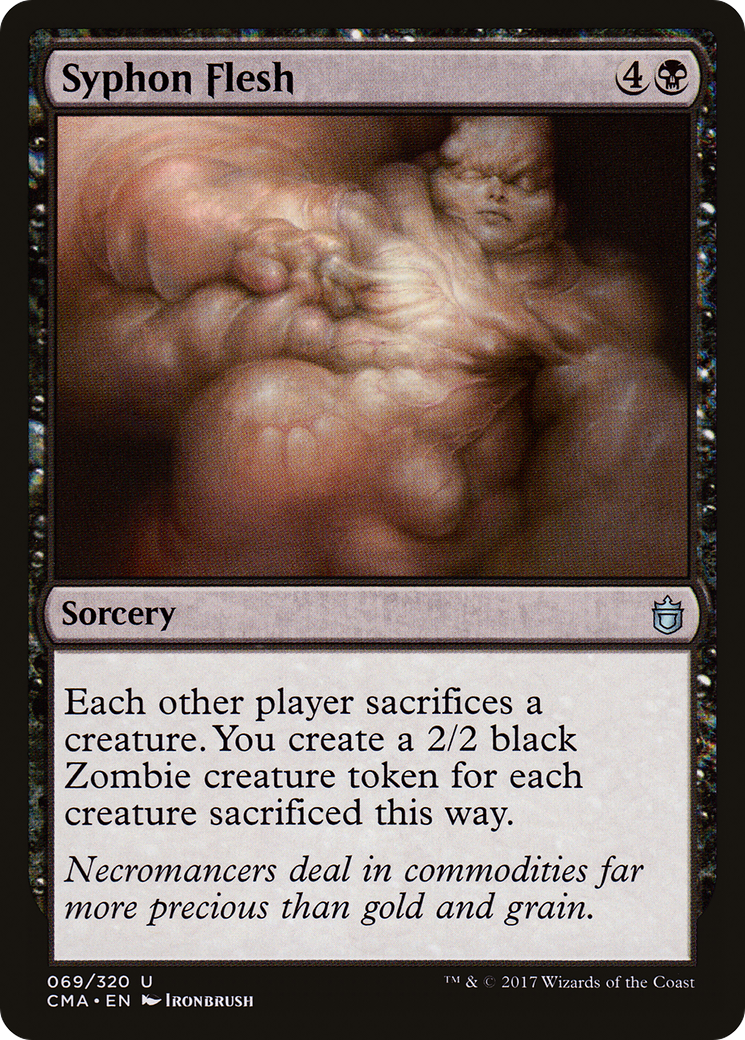 Syphon Flesh 4
Sorcery
Each other player sacrifices a
creature. You create a 2/2 black
Zombie creature token for each
creature sacrificed this way.
Necromancers deal in commodities far
more precious than gold and grain.
069/320 U
™ & © 2017 Wizards of the Coast
CMA • EN Ironbrush